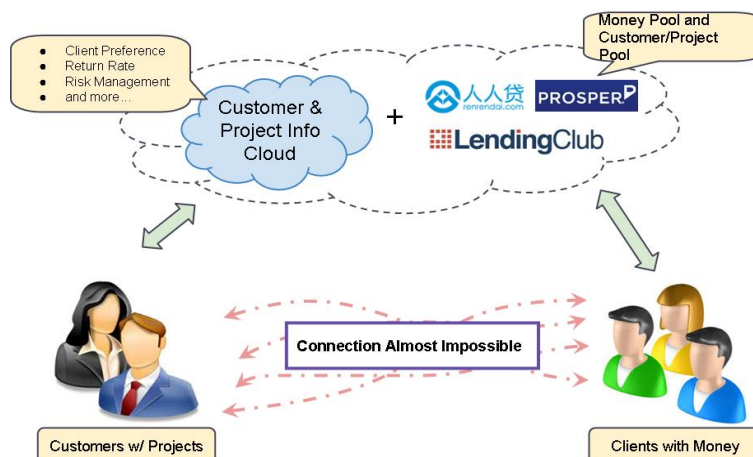 Client Preference
Return Rate
Risk Management
and more...
Money Pool and
Customer/Project
Pool
Customer &
Project Info
Cloud
+
人人贷
renrendai.com
PROSPER
LendingClub
Connection Almost Impossible
Customers w/ Projects
Clients with Money